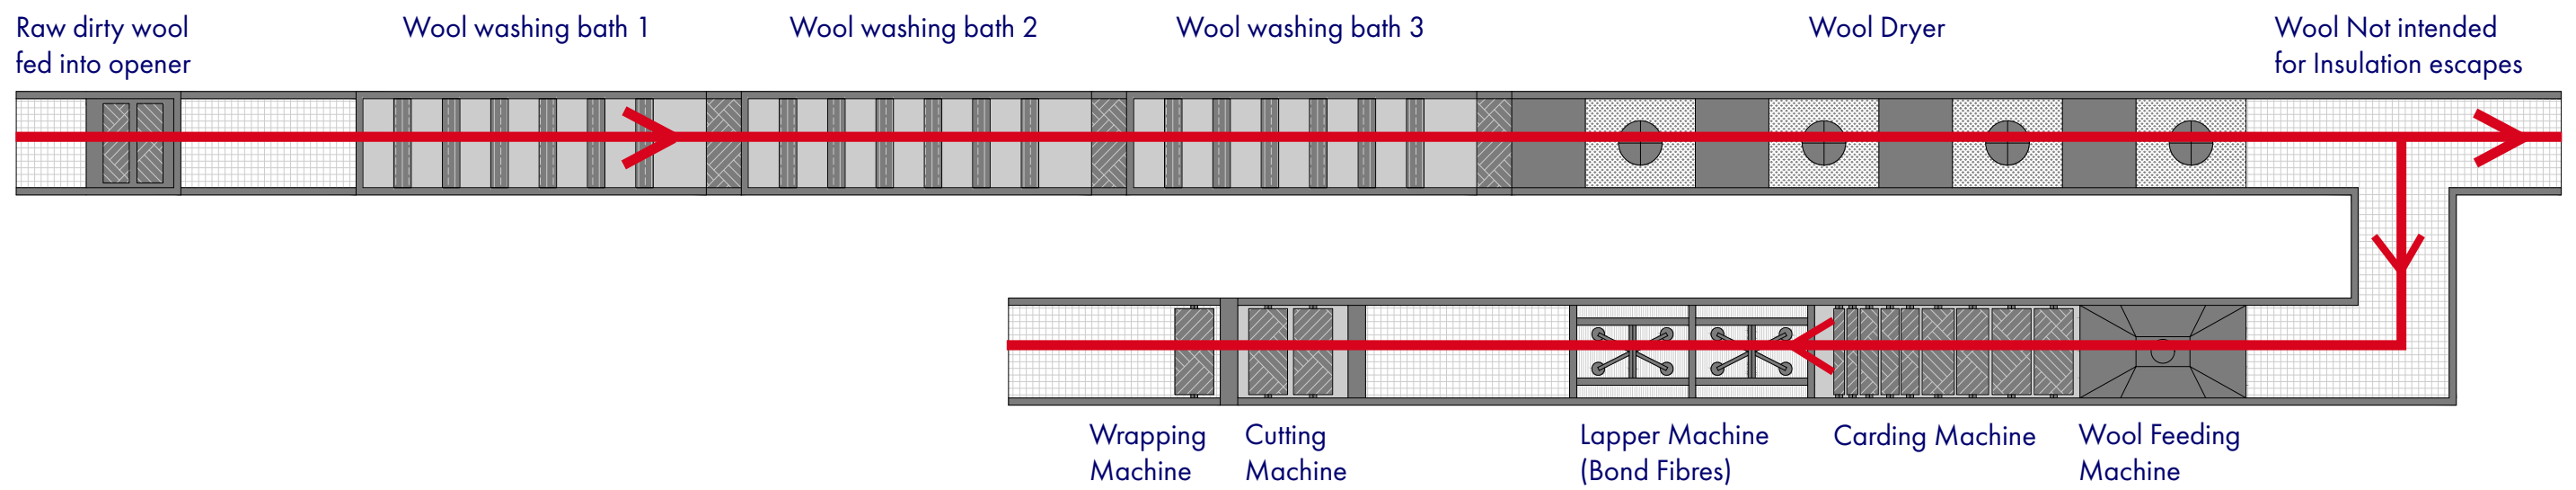 Raw dirty wool
fed into opener
Wool washing bath 1
Wool washing bath 2
Wool washing bath 3
Wool Dryer
Wool Not intended
for Insulation escapes
Wrapping
Machine
Cutting
Machine
Lapper Machine
(Bond Fibres)
Carding Machine
Wool Feeding
Machine